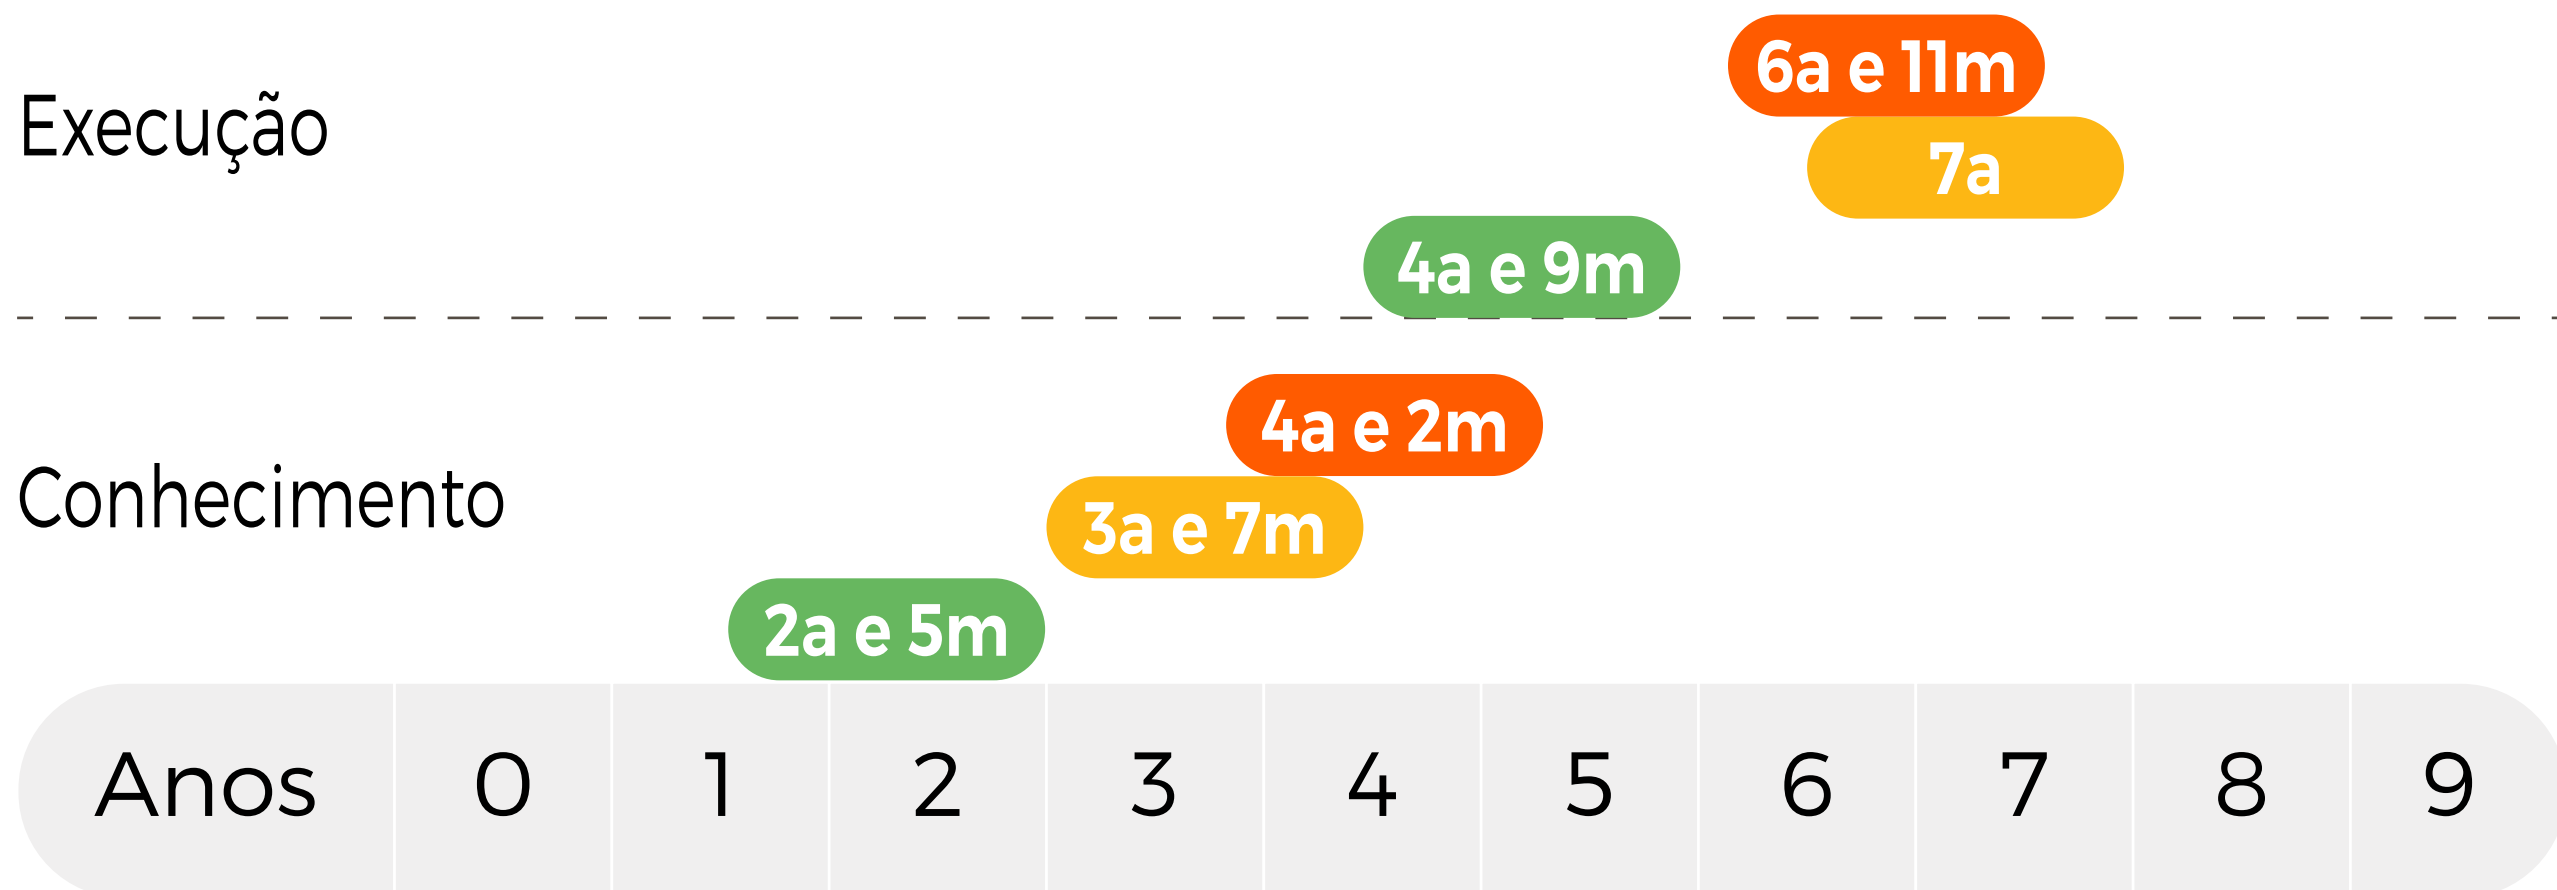 6a e 11m
Execução
7a
4a e 9m
4a e 2m
Conhecimento
3a e 7m
2a e 5m
Anos 0 1 2 3 4 5 6 7 8 9